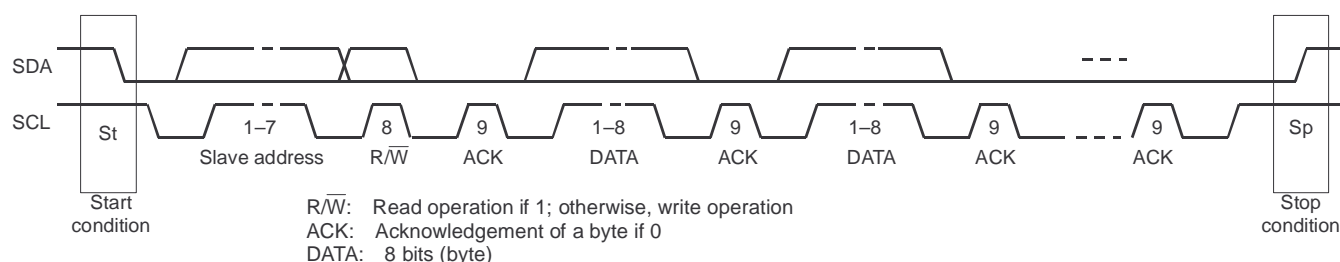 SDA
SCL
St
1–7
8
9
1–8
9
1–8
9
9
Sp
Slave address
R/W̅
ACK
DATA
ACK
DATA
ACK
ACK
Start
condition
Stop
condition
R/W̅: Read operation if 1; otherwise, write operation
ACK: Acknowledgement of a byte if 0
DATA: 8 bits (byte)